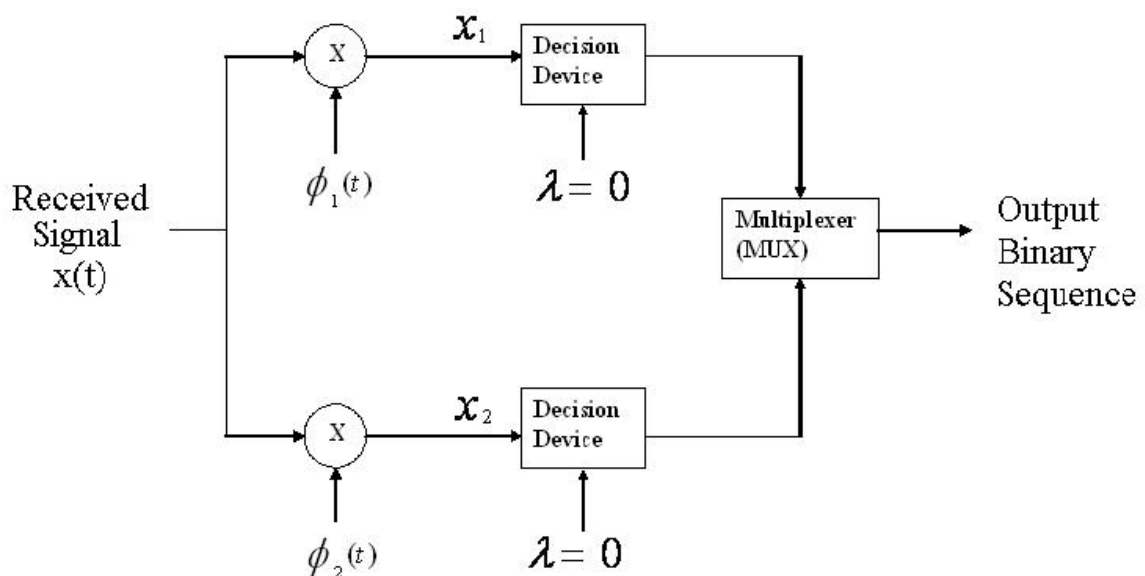 X
x₁
Decision
Device
ϕ₁(t)
λ = 0
Received
Signal
x(t)
Multiplexer
(MUX)
Output
Binary
Sequence
X
x₂
Decision
Device
ϕ₂(t)
λ = 0